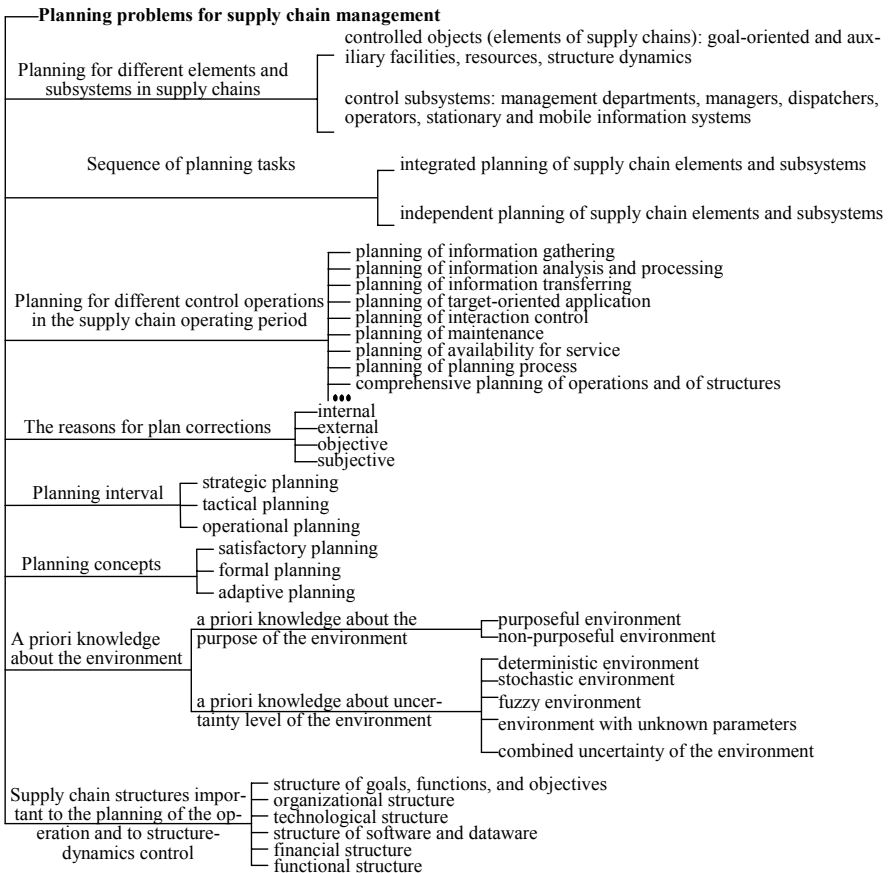 Planning problems for supply chain management
Planning for different elements and
subsystems in supply chains
controlled objects (elements of supply chains): goal-oriented and aux-
iliary facilities, resources, structure dynamics
control subsystems: management departments, managers, dispatchers,
operators, stationary and mobile information systems
Sequence of planning tasks
integrated planning of supply chain elements and subsystems
independent planning of supply chain elements and subsystems
Planning for different control operations
in the supply chain operating period
planning of information gathering
planning of information analysis and processing
planning of information transferring
planning of target-oriented application
planning of interaction control
planning of maintenance
planning of availability for service
planning of planning process
comprehensive planning of operations and of structures
•••
The reasons for plan corrections
internal
external
objective
subjective
Planning interval
strategic planning
tactical planning
operational planning
Planning concepts
satisfactory planning
formal planning
adaptive planning
A priori knowledge
about the environment
a priori knowledge about the
purpose of the environment
purposeful environment
non-purposeful environment
a priori knowledge about uncer-
tainty level of the environment
deterministic environment
stochastic environment
fuzzy environment
environment with unknown parameters
combined uncertainty of the environment
Supply chain structures impor-
tant to the planning of the op-
eration and to structure-
dynamics control
structure of goals, functions, and objectives
organizational structure
technological structure
structure of software and dataware
financial structure
functional structure